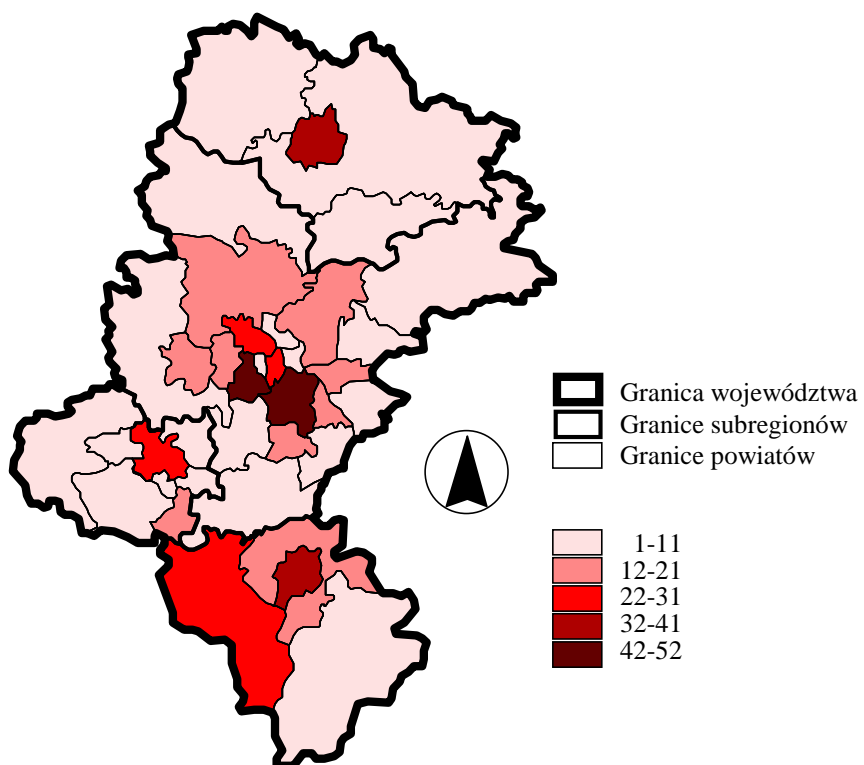 Granica województwa
Granice subregionów
Granice powiatów
1-11
12-21
22-31
32-41
42-52